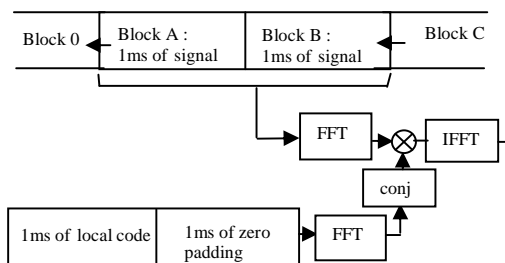 Block 0
Block A :
1ms of signal
Block B :
1ms of signal
Block C
FFT
IFFT
conj
1ms of local code
1ms of zero
padding
FFT